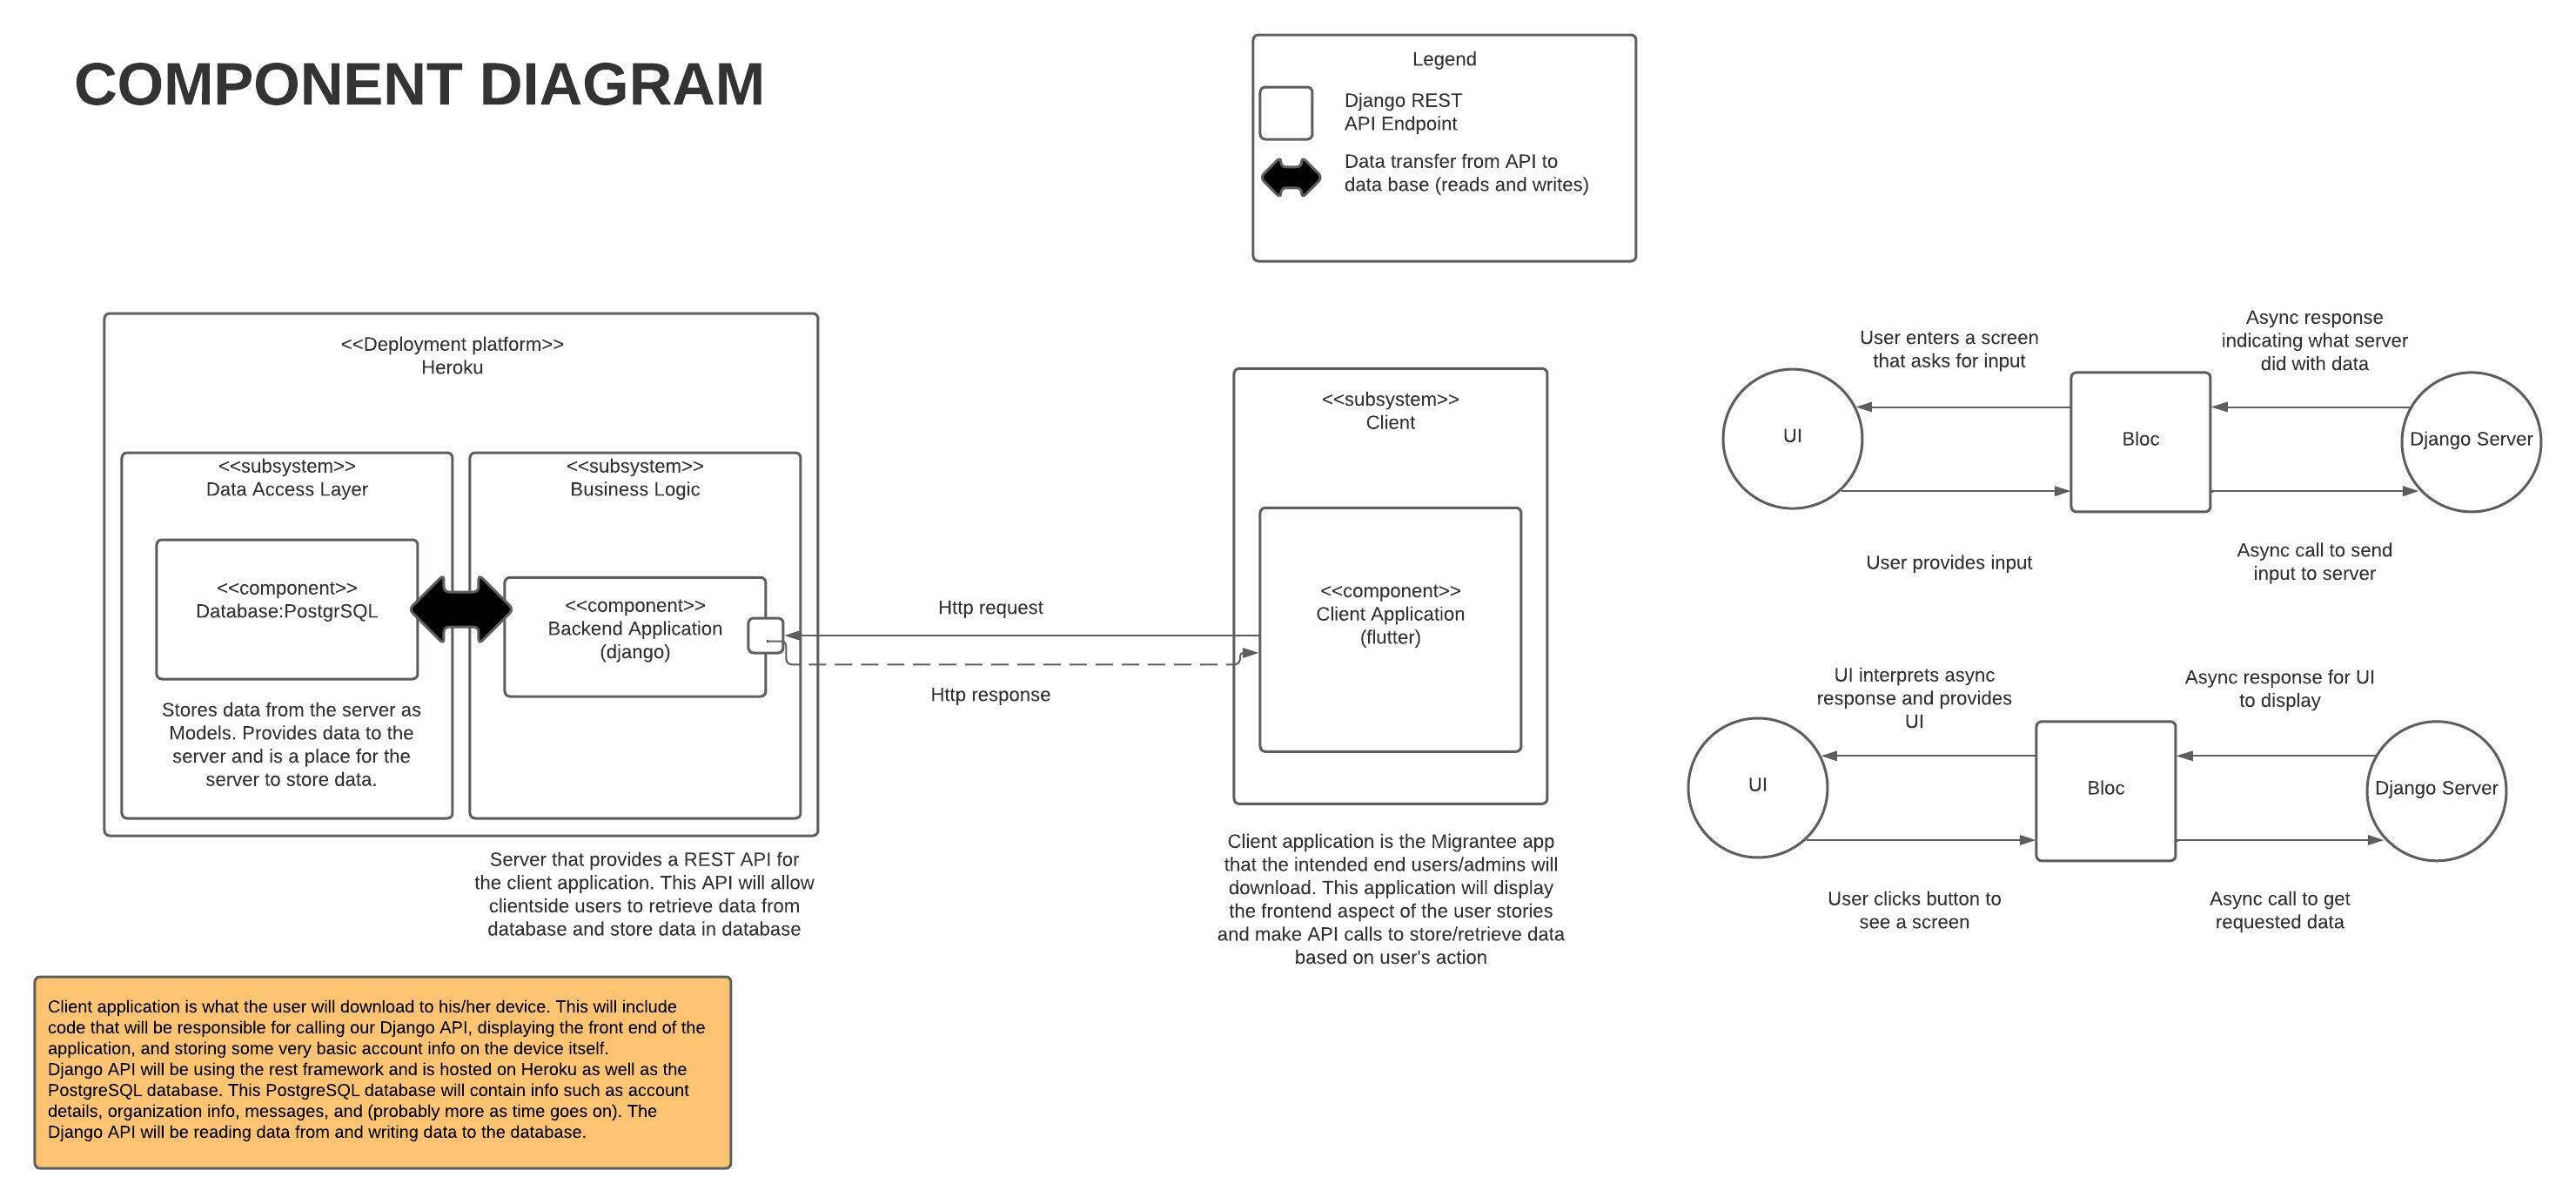 COMPONENT DIAGRAM
Legend
Django REST
API Endpoint
Data transfer from API to
data base (reads and writes)
<<Deployment platform>>
Heroku
<<subsystem>>
Data Access Layer
<<component>>
Database:PostgrSQL
Stores data from the server as
Models. Provides data to the
server and is a place for the
server to store data.
<<subsystem>>
Business Logic
<<component>>
Backend Application
(django)
Server that provides a REST API for
the client application. This API will allow
clientside users to retrieve data from
database and store data in database
Http request
Http response
<<subsystem>>
Client
<<component>>
Client Application
(flutter)
Client application is the Migrantee app
that the intended end users/admins will
download. This application will display
the frontend aspect of the user stories
and make API calls to store/retrieve data
based on user's action
User enters a screen
that asks for input
Async response
indicating what server
did with data
UI
Bloc
Django Server
User provides input
Async call to send
input to server
UI interprets async
response and provides
UI
Async response for UI
to display
UI
Bloc
Django Server
User clicks button to
see a screen
Async call to get
requested data
Client application is what the user will download to his/her device. This will include
code that will be responsible for calling our Django API, displaying the front end of the
application, and storing some very basic account info on the device itself.
Django API will be using the rest framework and is hosted on Heroku as well as the
PostgreSQL database. This PostgreSQL database will contain info such as account
details, organization info, messages, and (probably more as time goes on). The
Django API will be reading data from and writing data to the database.